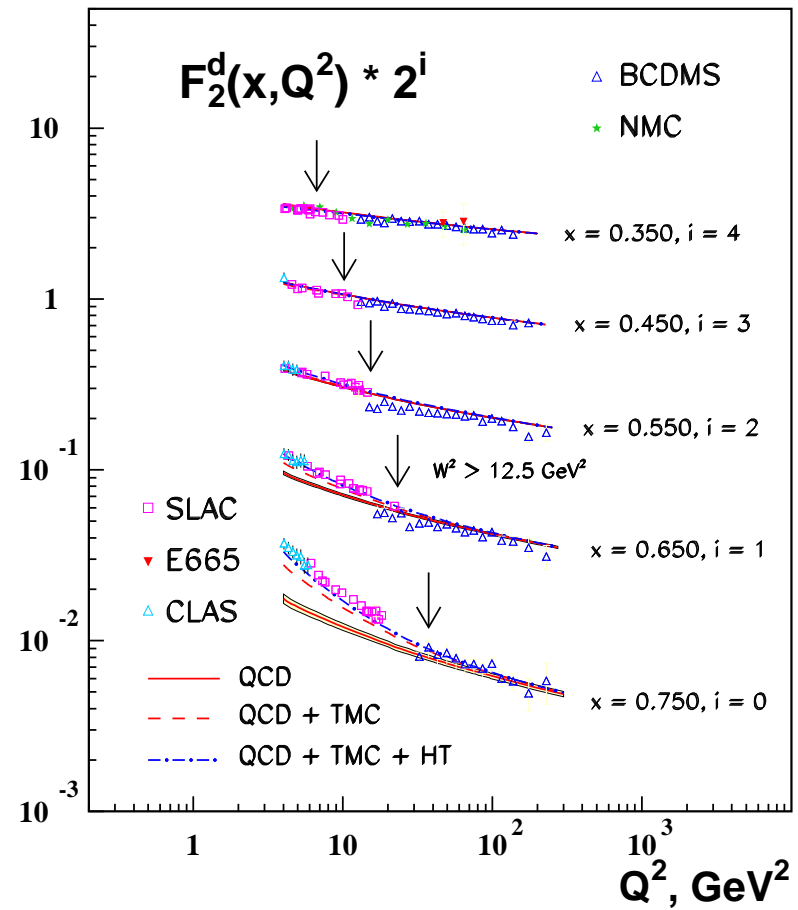 F₂ᵈ(x,Q²) * 2ⁱ
BCDMS
NMC
10
x = 0.350, i = 4
1
x = 0.450, i = 3
x = 0.550, i = 2
10⁻¹
W² > 12.5 GeV²
SLAC
x = 0.650, i = 1
E665
CLAS
10⁻²
QCD
x = 0.750, i = 0
QCD + TMC
QCD + TMC + HT
10⁻³
1 10 10² 10³
Q², GeV²